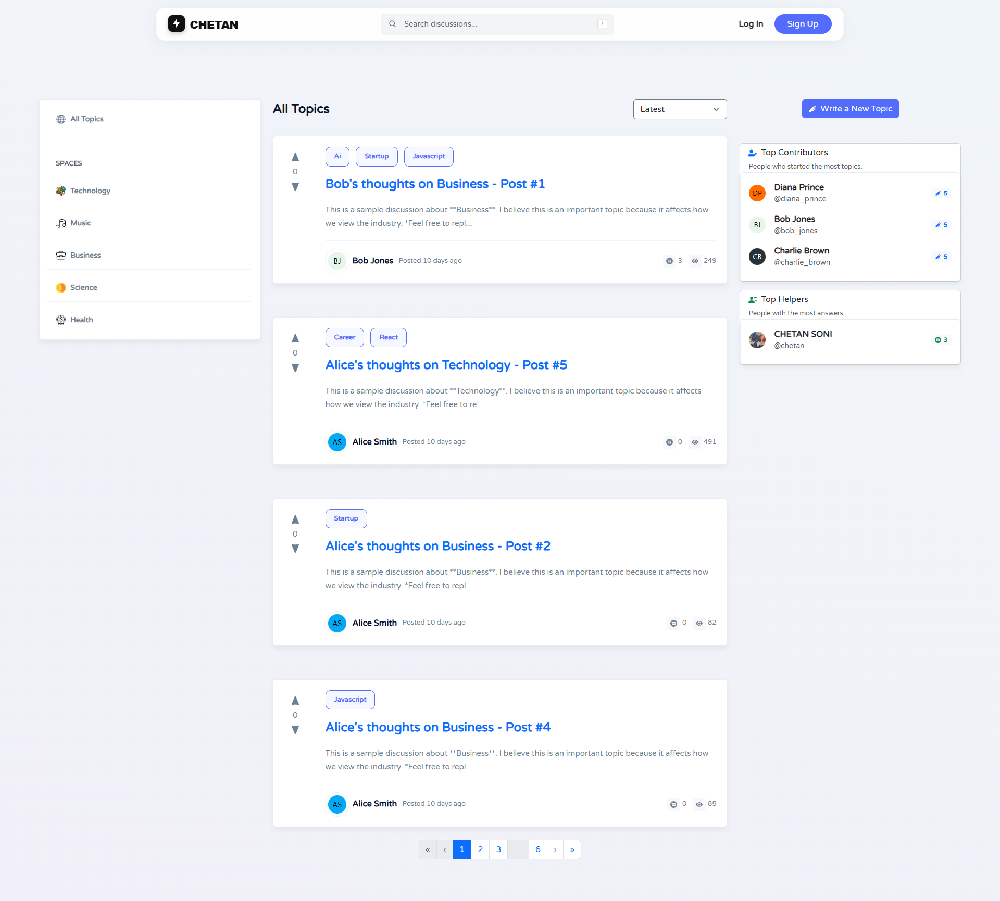 CHETAN
Search discussions...
/
Log In
Sign Up
All Topics
SPACES
Technology
Music
Business
Science
Health
All Topics
Latest
Ai
Startup
Javascript
0
Bob's thoughts on Business - Post #1
This is a sample discussion about **Business**. I believe this is an important topic because it affects how
we view the industry. *Feel free to repl...
BJ
Bob Jones
Posted 10 days ago
3
249
Career
React
0
Alice's thoughts on Technology - Post #5
This is a sample discussion about **Technology**. I believe this is an important topic because it affects
how we view the industry. *Feel free to re...
AS
Alice Smith
Posted 10 days ago
0
491
Startup
0
Alice's thoughts on Business - Post #2
This is a sample discussion about **Business**. I believe this is an important topic because it affects how
we view the industry. *Feel free to repl...
AS
Alice Smith
Posted 10 days ago
0
82
Javascript
0
Alice's thoughts on Business - Post #4
This is a sample discussion about **Business**. I believe this is an important topic because it affects how
we view the industry. *Feel free to repl...
AS
Alice Smith
Posted 10 days ago
0
85
« ‹ 1 2 3 ... 6 › »
Write a New Topic
Top Contributors
People who started the most topics.
DP
Diana Prince
@diana_prince
5
BJ
Bob Jones
@bob_jones
5
CB
Charlie Brown
@charlie_brown
5
Top Helpers
People with the most answers.
CHETAN SONI
@chetan
3